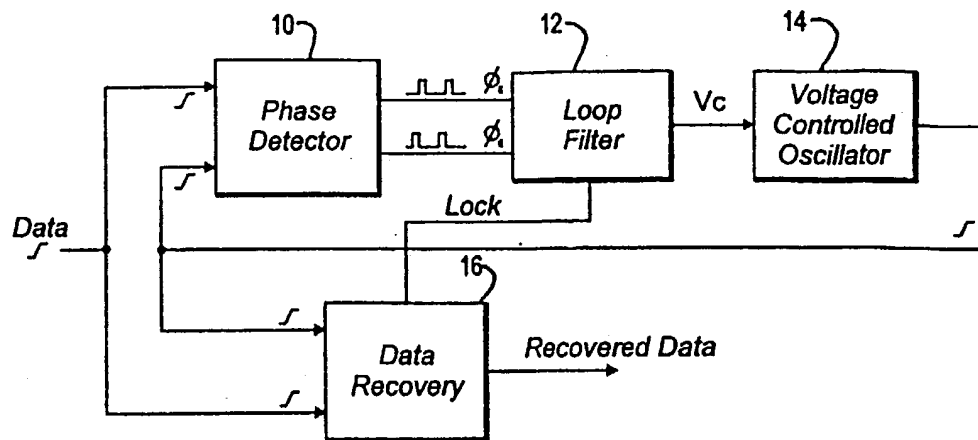 10
12
14
Phase
Detector
Loop
Filter
Vc
Voltage
Controlled
Oscillator
Lock
Data
16
Data
Recovery
Recovered Data